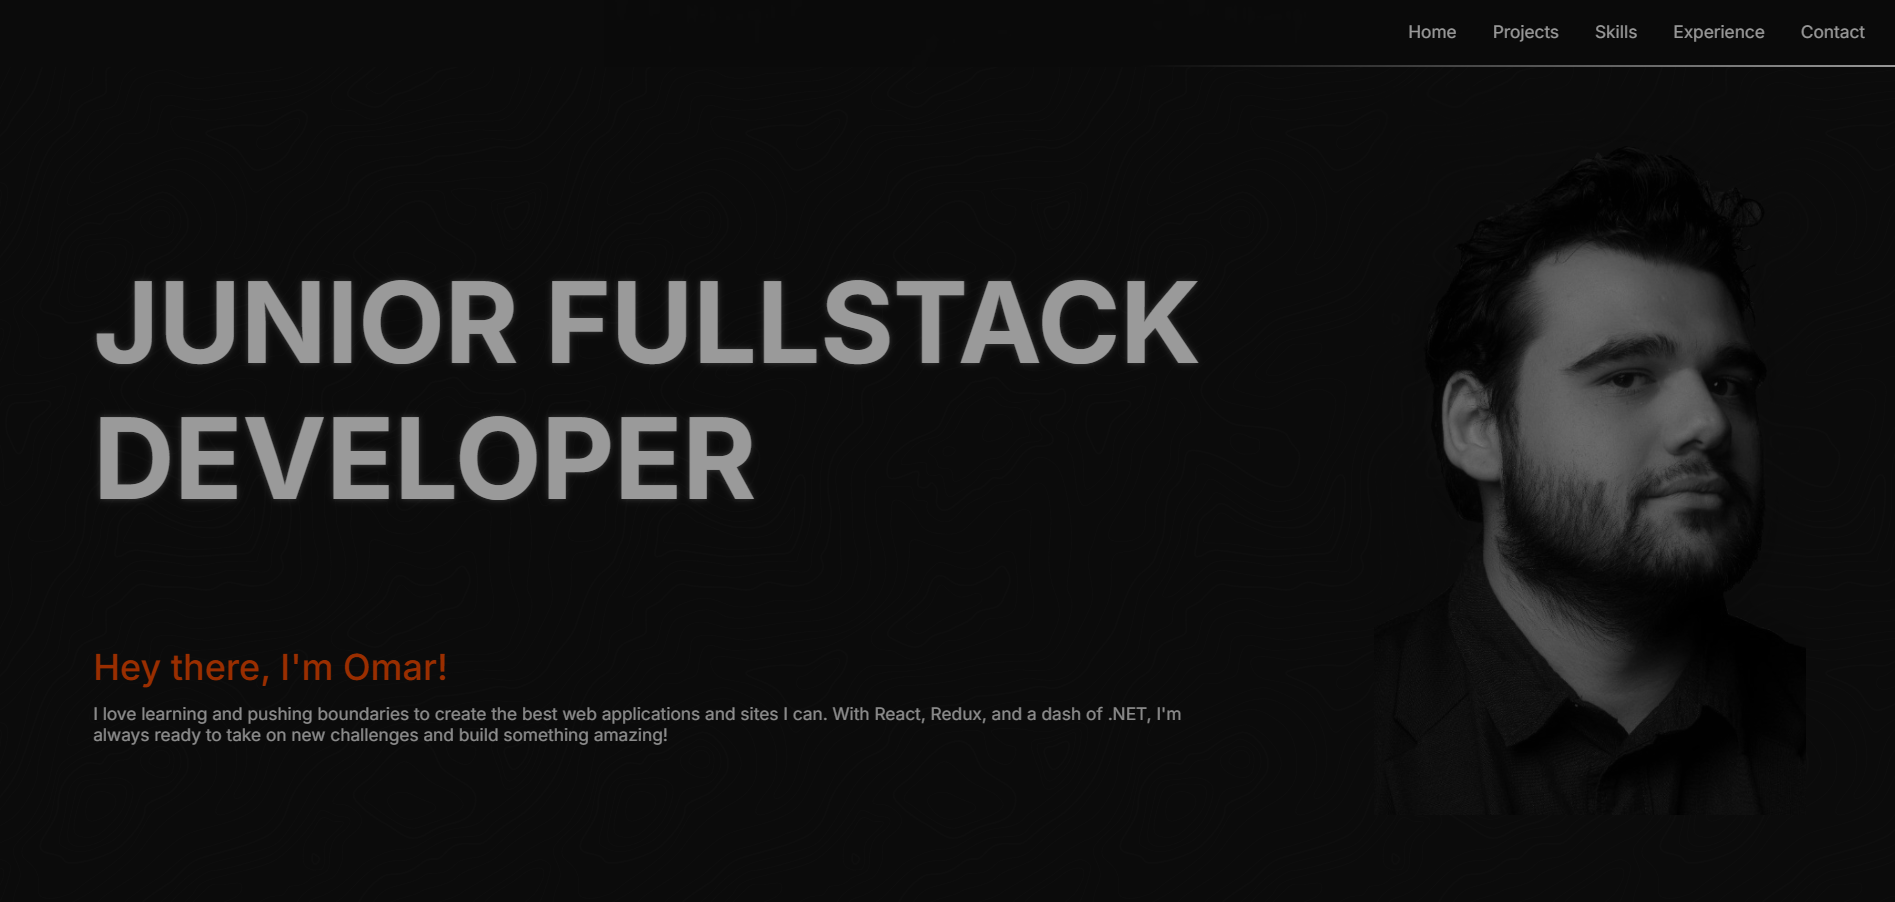 Home Projects Skills Experience Contact
JUNIOR FULLSTACK
DEVELOPER
Hey there, I'm Omar!
I love learning and pushing boundaries to create the best web applications and sites I can. With React, Redux, and a dash of .NET, I'm
always ready to take on new challenges and build something amazing!